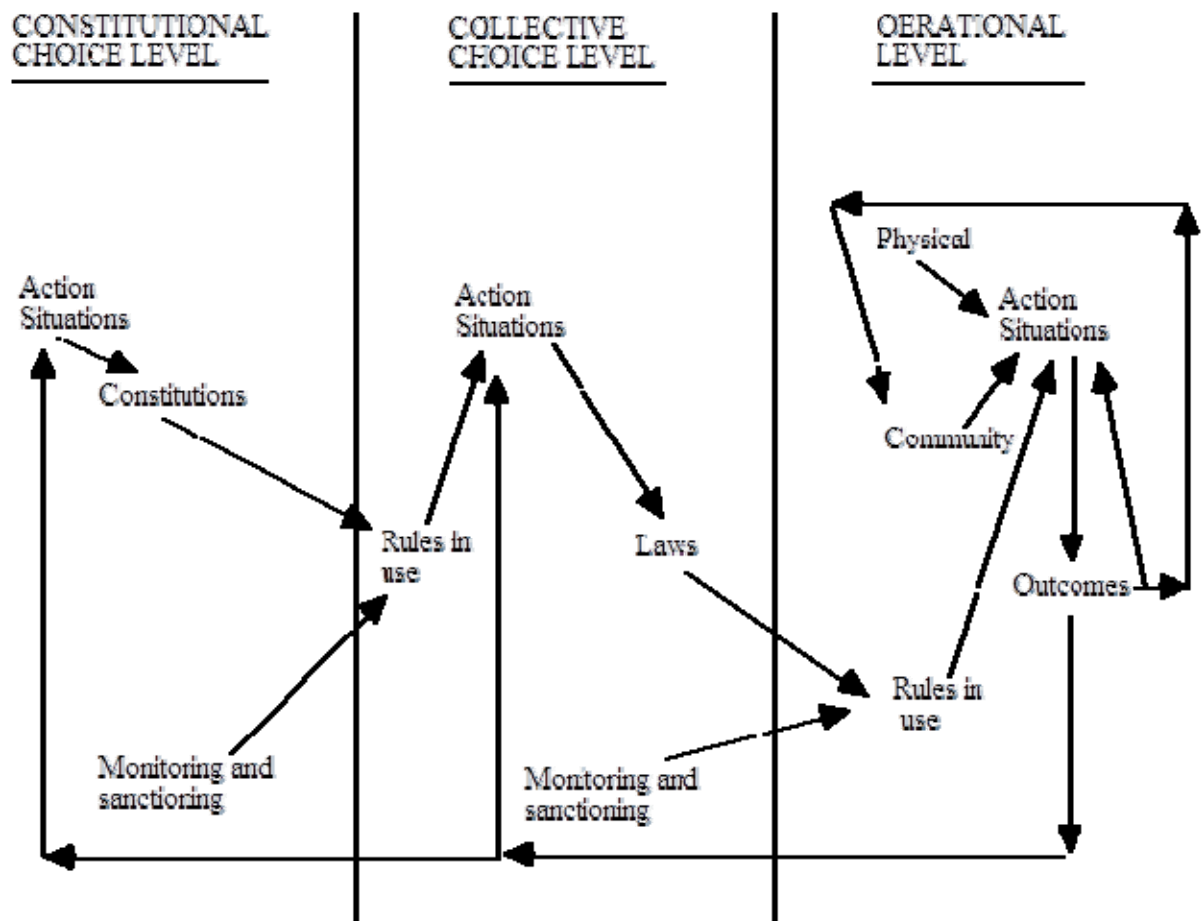 CONSTITUTIONAL
CHOICE LEVEL
COLLECTIVE
CHOICE LEVEL
OERATIONAL
LEVEL
Physical
Action
Situations
Action
Situations
Action
Situations
Constitutions
Community
Rules in
use
Laws
Outcomes
Rules in
use
Monitoring and
sanctioning
Monitoring and
sanctioning